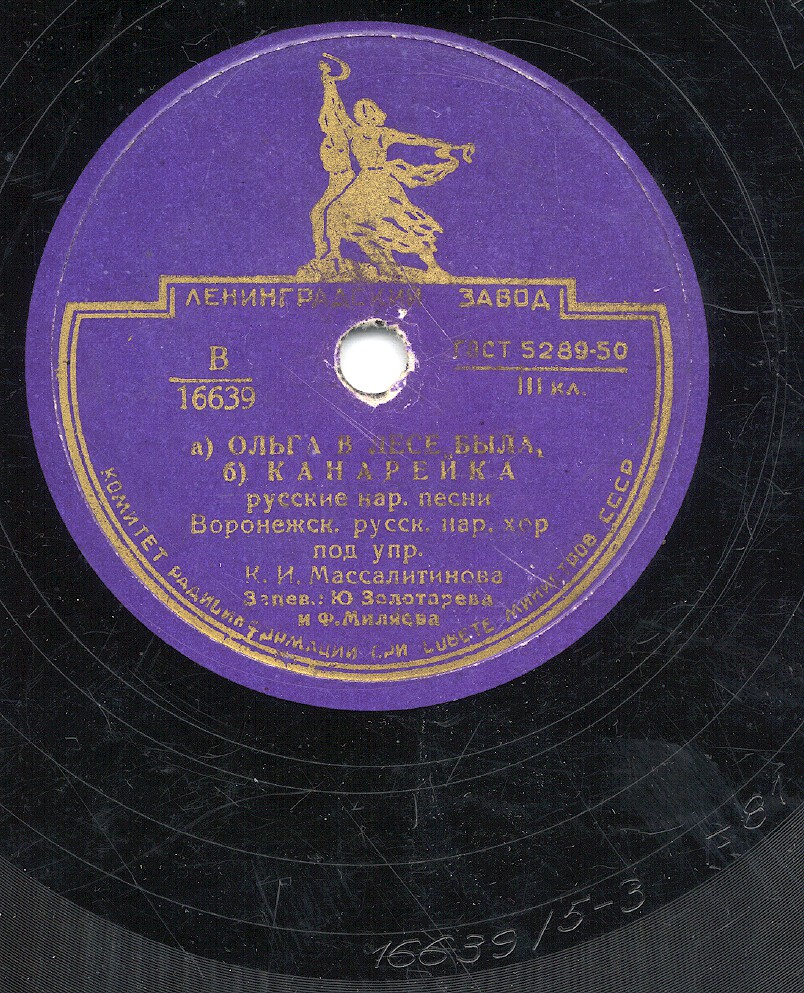 ЛЕНИНГРАДСКИЙ ЗАВОД
В
16639
ГОСТ 5289-50
III кл.
а) ОЛЬГА В ЛЕСЕ БЫЛА,
б) КАНАРЕЙКА
русские нар. песни
Воронежск. русск. нар. хор
под упр.
К. И. Массалитинова
Запев.: Ю Золотарева
и Ф. Миляева
КОМИТЕТ РАДИОИНФОРМАЦИИ ПРИ СОВЕТЕ МИНИСТРОВ СССР
16639/5-3